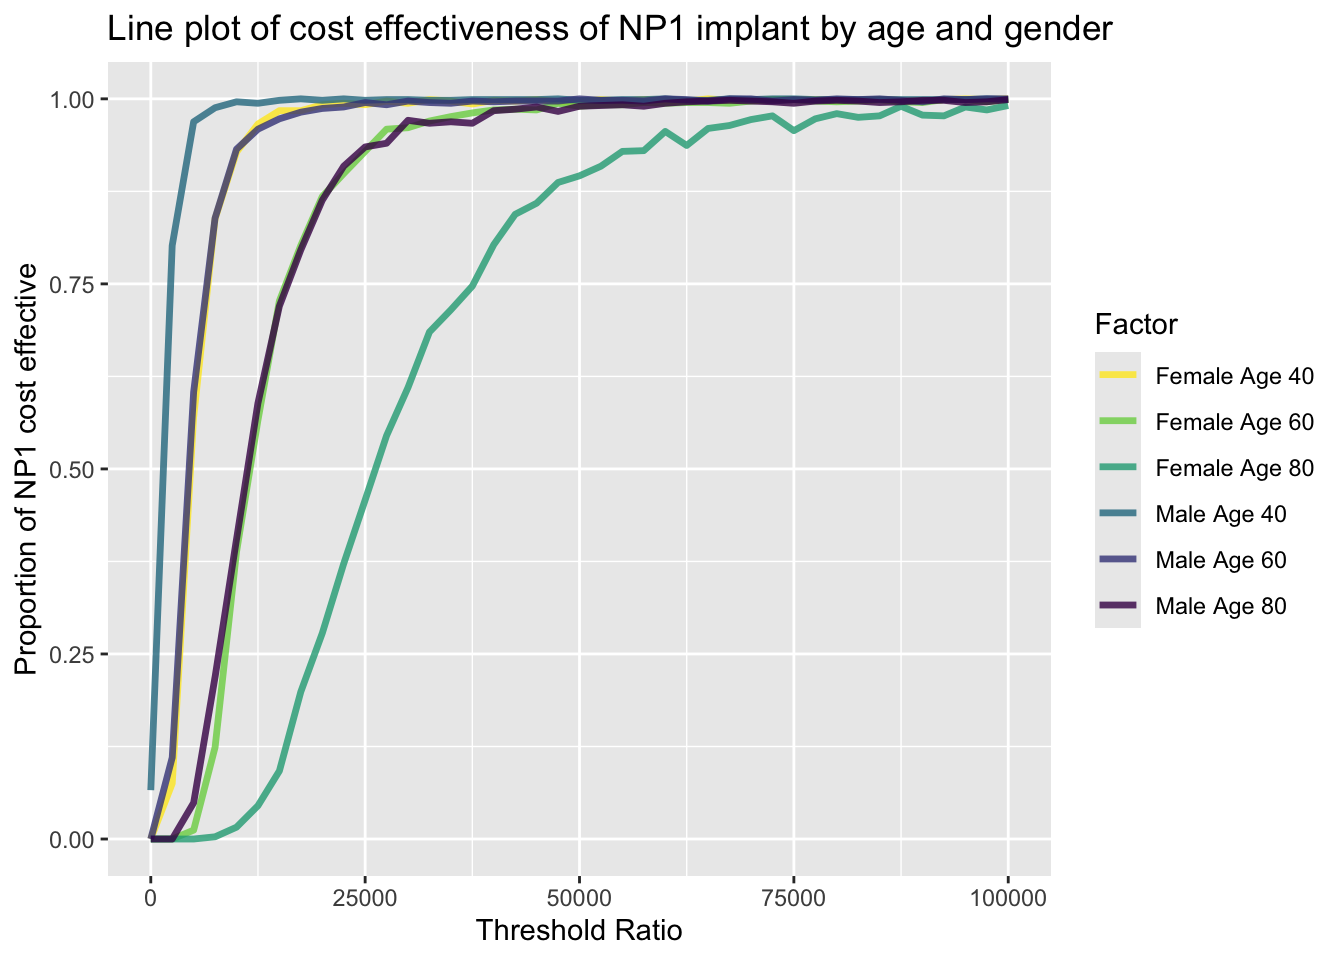 Line plot of cost effectiveness of NP1 implant by age and gender
Proportion of NP1 cost effective
1.00
0.75
0.50
0.25
0.00
0
25000
50000
75000
100000
Threshold Ratio
Factor
Female Age 40
Female Age 60
Female Age 80
Male Age 40
Male Age 60
Male Age 80